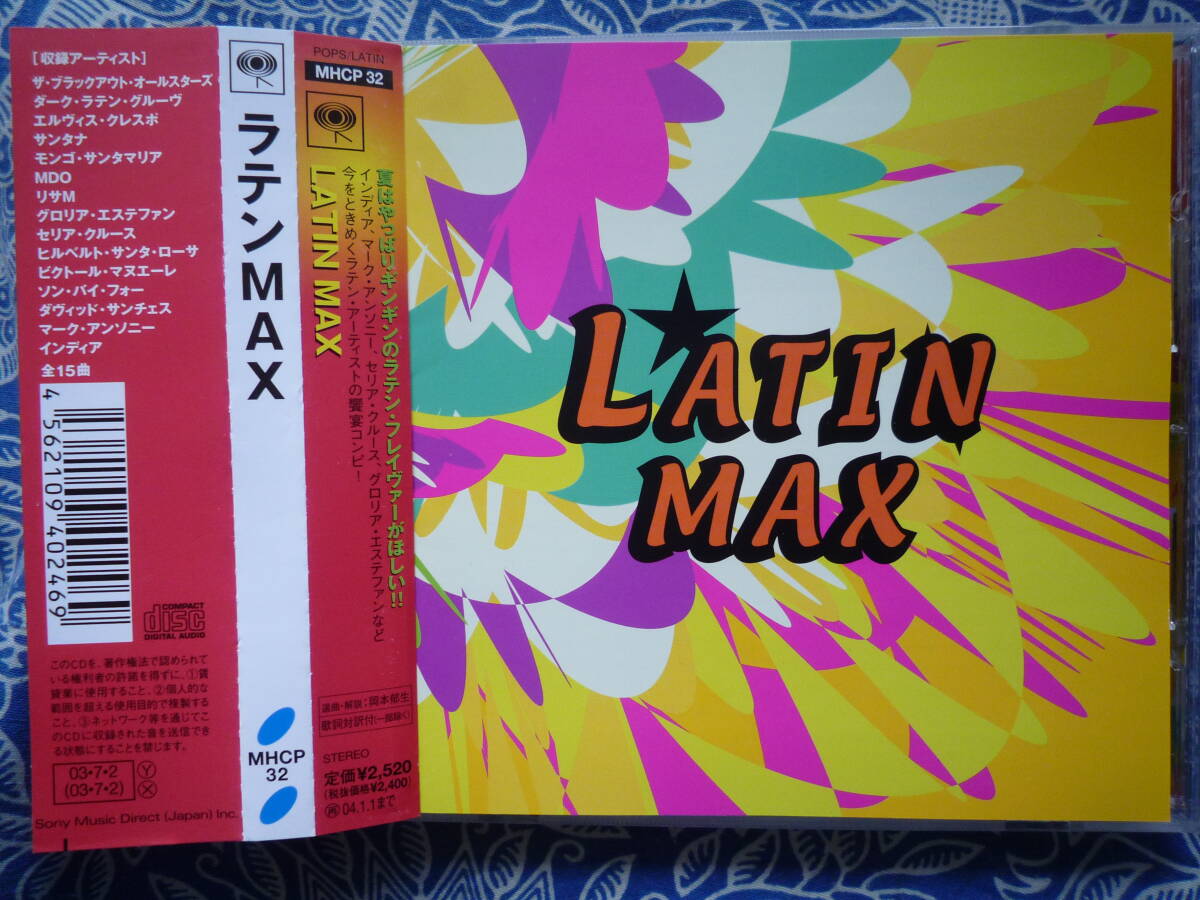 [収録アーティスト]
ザ・ブラックアウト・オールスターズ
ダーク・ラテン・グルーヴ
エルヴィス・クレスポ
サンタナ
モンゴ・サンタマリア
MDO
リサM
グロリア・エステファン
セリア・クルース
ヒルベルト・サンタ・ローサ
ビクトール・マヌエーレ
ソン・バイ・フォー
ダヴィッド・サンチェス
マーク・アンソニー
インディア
全15曲
4 562109 402469
COMPACT
disc
DIGITAL AUDIO
このCDを、著作権法で認められて
いる権利者の許諾を得ずに、①賃
貸業に使用すること、②個人的な
範囲を超える使用目的で複製する
こと、③ネットワーク等を通じてこ
のCDに収録された音を送信でき
る状態にすることを禁じます。
03・7・2 Ⓨ
(03・7・2) Ⓧ
Sony Music Direct (Japan) Inc.
ラテンMAX
MHCP
32
POPS/LATIN
MHCP 32
夏はやっぱりギンギンのラテン・フレイヴァーがほしい!!
インディア、マーク・アンソニー、セリア・クルース、グロリア・エステファンなど
今をときめくラテン・アーティストの饗宴コンピ!
LATIN MAX
選曲・解説:岡本郁生
歌詞対訳付(一部除く)
STEREO
定価¥2,520
(税抜価格¥2,400)
再04.1.1まで
LATIN
MAX